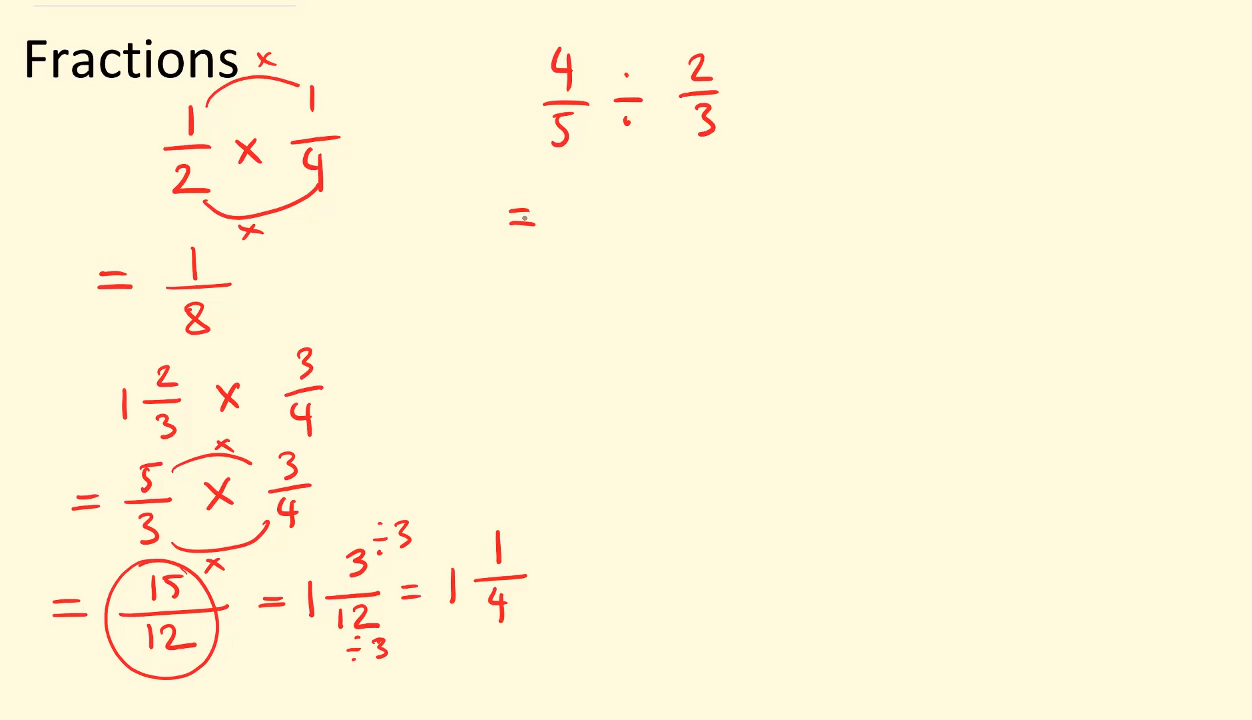 Fractions
×
1/2 × 1/4
×
= 1/8
1 2/3 × 3/4
×
= 5/3 × 3/4
×
= 15/12 = 1 3/12 = 1 1/4
÷3
÷3
4/5 ÷ 2/3
=